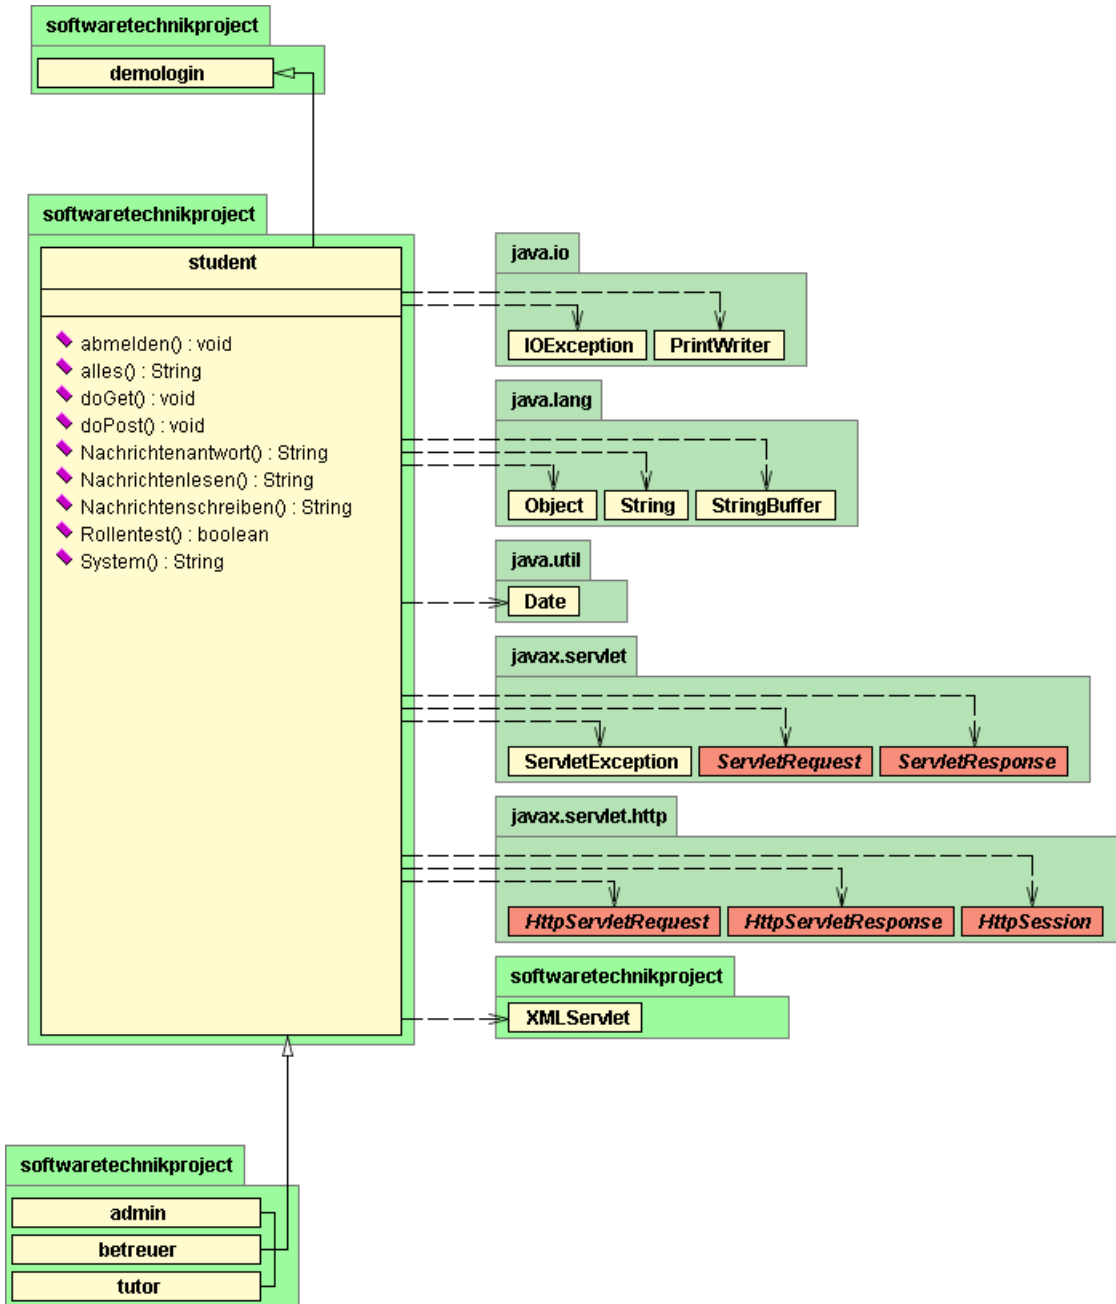 softwaretechnikproject
demologin
softwaretechnikproject
student
abmelden() : void
alles() : String
doGet() : void
doPost() : void
Nachrichtenantwort() : String
Nachrichtenlesen() : String
Nachrichtenschreiben() : String
Rollentest() : boolean
System() : String
java.io
IOException PrintWriter
java.lang
Object String StringBuffer
java.util
Date
javax.servlet
ServletException ServletRequest ServletResponse
javax.servlet.http
HttpServletRequest HttpServletResponse HttpSession
softwaretechnikproject
XMLServlet
softwaretechnikproject
admin
betreuer
tutor